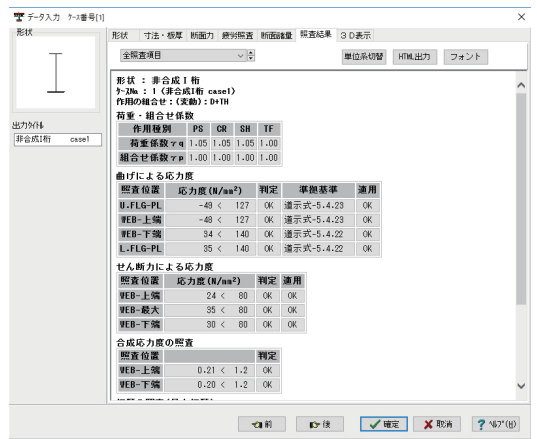 データ入力 ケース番号[1]
形状
出力タイトル
非合成I桁 case1
形状 寸法・板厚 断面力 疲労照査 断面諸量 照査結果 3D表示
全照査項目
単位系切替 HTML出力 フォント
形状 : 非合成I桁
ケースNo : 1 (非合成I桁 case1)
作用の組合せ : (変動) : D+TH
荷重・組合せ係数
作用種別 PS CR SH TF
荷重係数γq 1.05 1.05 1.05 1.00
組合せ係数γp 1.00 1.00 1.00 1.00
曲げによる応力度
照査位置 応力度(N/mm²) 判定 準拠基準 適用
U.FLG-PL -49 < 127 OK 道示式-5.4.23 OK
WEB-上端 -48 < 127 OK 道示式-5.4.23 OK
WEB-下端 34 < 140 OK 道示式-5.4.22 OK
L.FLG-PL 35 < 140 OK 道示式-5.4.22 OK
せん断力による応力度
照査位置 応力度(N/mm²) 判定 適用
WEB-上端 24 < 80 OK OK
WEB-最大 35 < 80 OK OK
WEB-下端 30 < 80 OK OK
合成応力度の照査
照査位置 判定
WEB-上端 0.21 < 1.2 OK
WEB-下端 0.20 < 1.2 OK
前 後 確定 取消 ヘルプ(H)